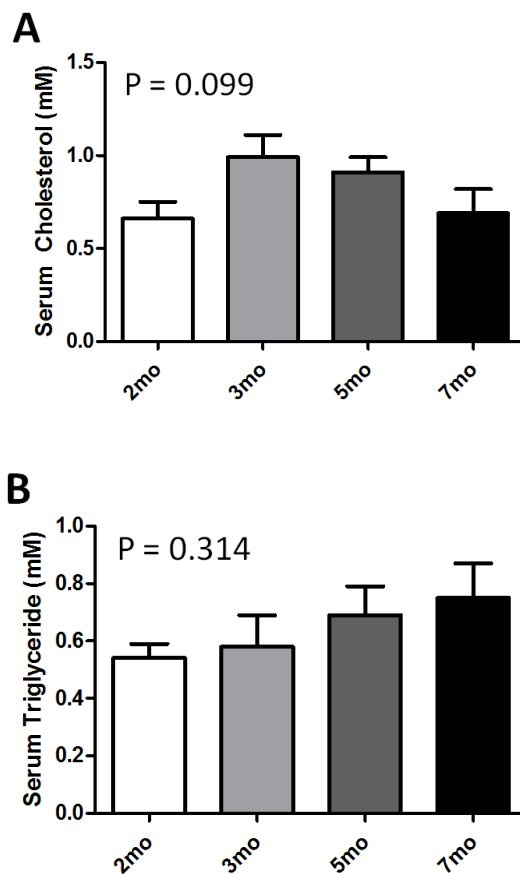 A
Serum Cholesterol (mM)
P = 0.099
1.5
1.0
0.5
0.0
2mo
3mo
5mo
7mo
B
Serum Triglyceride (mM)
P = 0.314
1.0
0.8
0.6
0.4
0.2
0.0
2mo
3mo
5mo
7mo